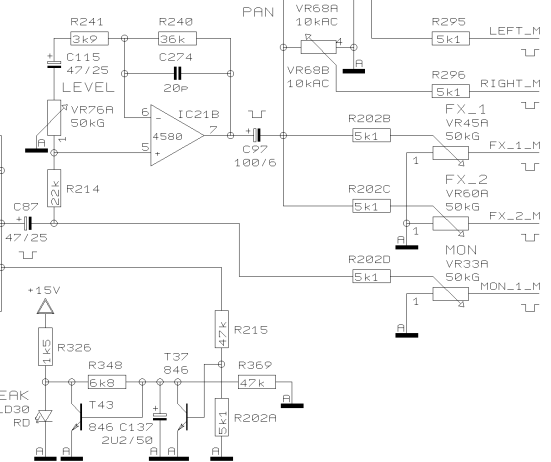 PAN
VR68A
10kAC
R241
3k9
R240
36k
R295
5k1
LEFT_M
4
A
C115
47/25
C274
20p
VR68B
10kAC
R296
5k1
RIGHT_M
LEVEL
VR76A
50kG
1
A
6
-
IC21B
4580
7
5
+
C97
100/6
R202B
5k1
FX_1
VR45A
50kG
FX_1_M
1
R214
22k
R202C
5k1
FX_2
VR60A
50kG
FX_2_M
1
A
C87
47/25
R202D
5k1
MON
VR33A
50kG
MON_1_M
1
A
+15V
R326
1k5
R215
47k
R348
6k8
T37
846
R369
47k
A
EAK
LD30
RD
T43
846
C137
2U2/50
R202A
5k1
A
A
A
A
A